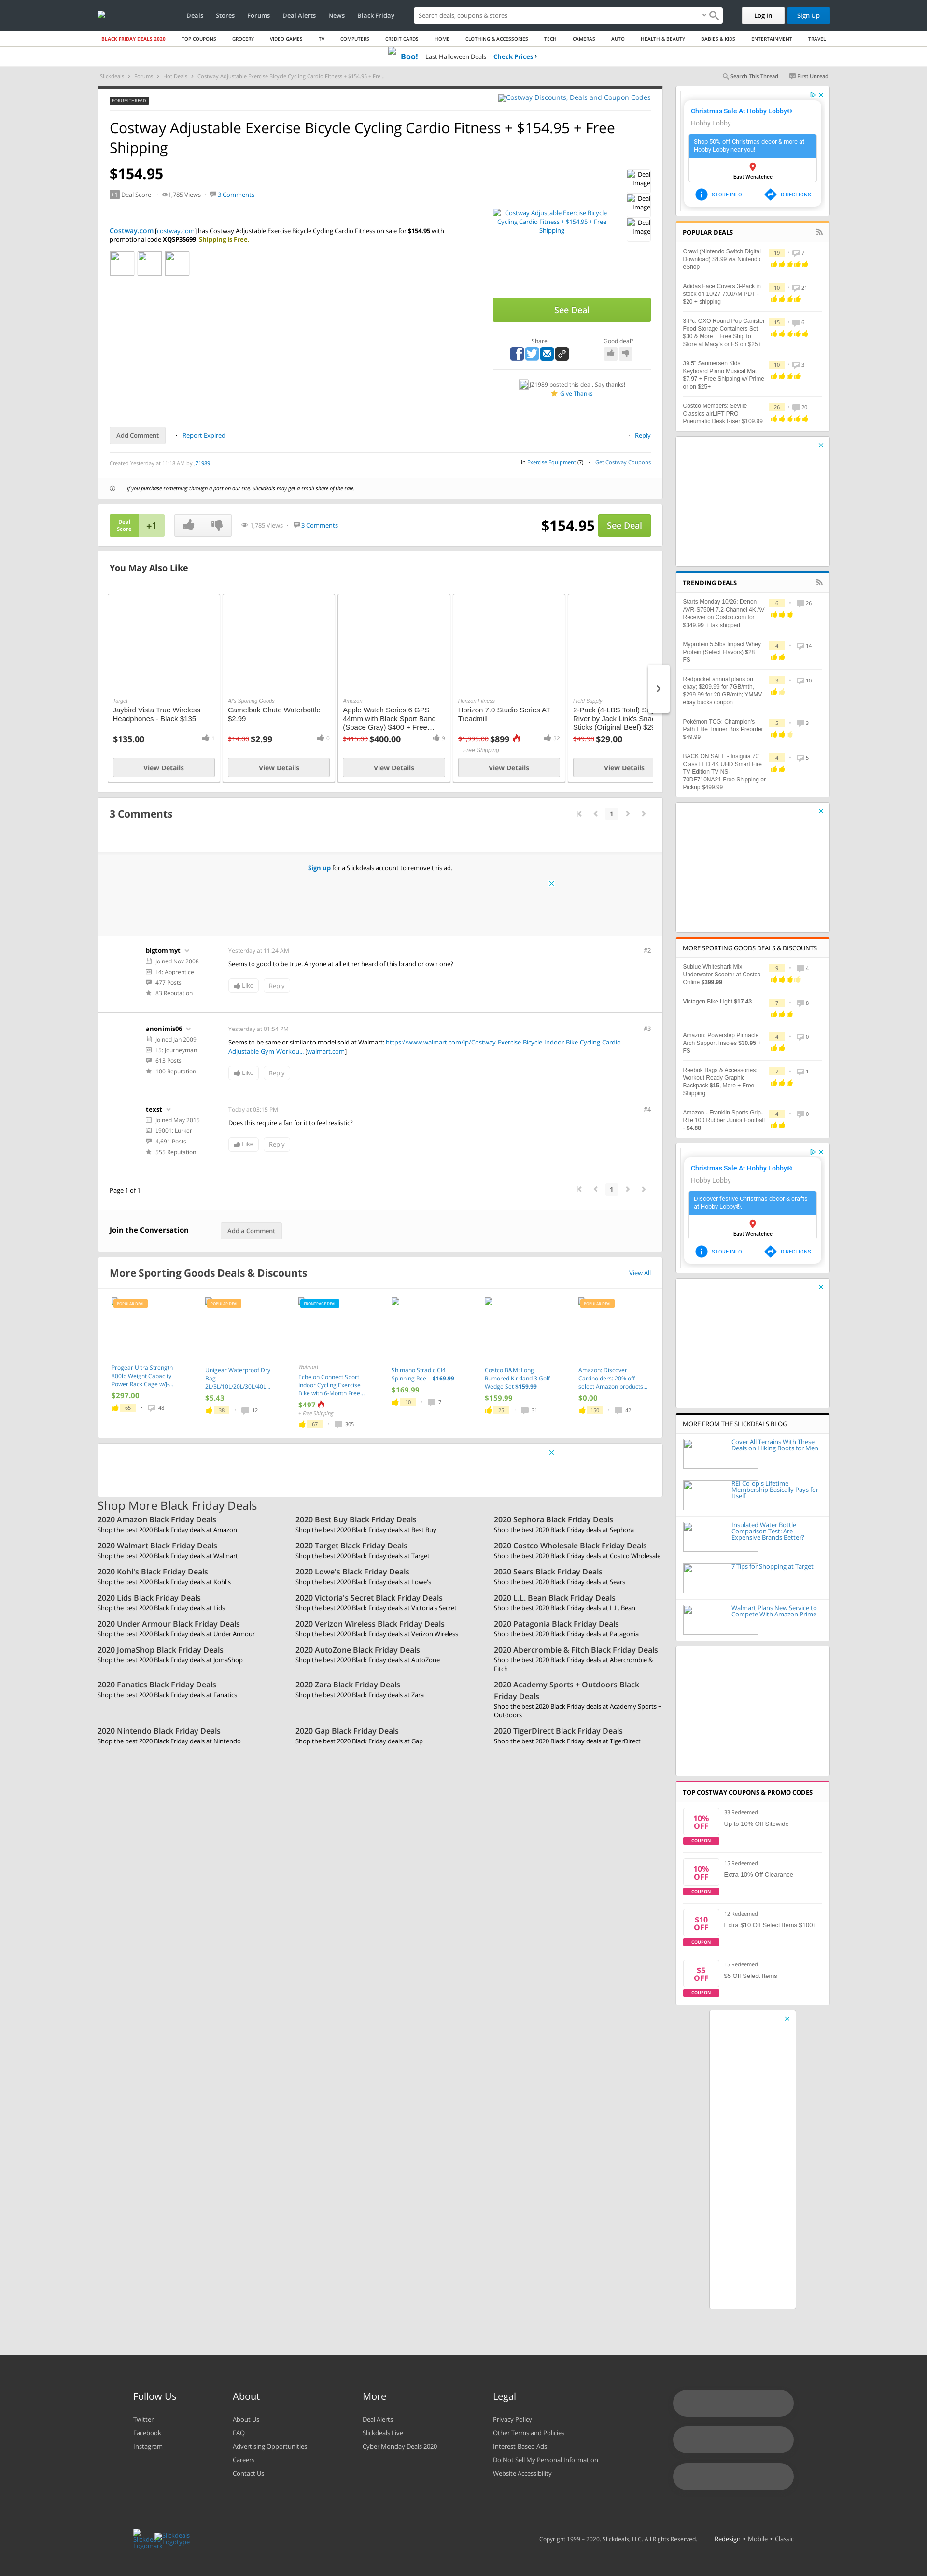 Deals Stores Forums Deal Alerts News Black Friday
Search deals, coupons & stores
Log In
Sign Up
BLACK FRIDAY DEALS 2020 TOP COUPONS GROCERY VIDEO GAMES TV COMPUTERS CREDIT CARDS HOME CLOTHING & ACCESSORIES TECH CAMERAS AUTO HEALTH & BEAUTY BABIES & KIDS ENTERTAINMENT TRAVEL
Boo! Last Halloween Deals Check Prices
Slickdeals Forums Hot Deals Costway Adjustable Exercise Bicycle Cycling Cardio Fitness + $154.95 + Fre...
Search This Thread First Unread
FORUM THREAD
Costway Discounts, Deals and Coupon Codes
Costway Adjustable Exercise Bicycle Cycling Cardio Fitness + $154.95 + Free
Shipping
$154.95
+1 Deal Score 1,785 Views 3 Comments
Costway.com [costway.com] has Costway Adjustable Exercise Bicycle Cycling Cardio Fitness on sale for $154.95 with
promotional code XQSP35699. Shipping is Free.
Costway Adjustable Exercise Bicycle
Cycling Cardio Fitness + $154.95 + Free
Shipping
Deal
Image
Deal
Image
Deal
Image
See Deal
Share
Good deal?
JZ1989 posted this deal. Say thanks!
Give Thanks
Add Comment
Report Expired
Reply
Created Yesterday at 11:18 AM by JZ1989
in Exercise Equipment (7) Get Costway Coupons
If you purchase something through a post on our site, Slickdeals may get a small share of the sale.
Deal
Score
+1
1,785 Views 3 Comments
$154.95
See Deal
You May Also Like
Target
Jaybird Vista True Wireless
Headphones - Black $135
$135.00
1
View Details
Al's Sporting Goods
Camelbak Chute Waterbottle
$2.99
$14.00 $2.99
0
View Details
Amazon
Apple Watch Series 6 GPS
44mm with Black Sport Band
(Space Gray) $400 + Free...
$415.00 $400.00
9
View Details
Horizon Fitness
Horizon 7.0 Studio Series AT
Treadmill
$1,999.00 $899
32
+ Free Shipping
View Details
Field Supply
2-Pack (4-LBS Total)
River by Jack Link's
Sticks (Original Beef)
$49.98 $29.00
View Details
3 Comments
1
Sign up for a Slickdeals account to remove this ad.
bigtommyt
Joined Nov 2008
L4: Apprentice
477 Posts
83 Reputation
Yesterday at 11:24 AM
#2
Seems to good to be true. Anyone at all either heard of this brand or own one?
Like
Reply
anonimis06
Joined Jan 2009
L5: Journeyman
613 Posts
100 Reputation
Yesterday at 01:54 PM
#3
Seems to be same or similar to model sold at Walmart: https://www.walmart.com/ip/Costway-Exercise-Bicycle-Indoor-Bike-Cycling-Cardio-
Adjustable-Gym-Workou... [walmart.com]
Like
Reply
texst
Joined May 2015
L9001: Lurker
4,691 Posts
555 Reputation
Today at 03:15 PM
#4
Does this require a fan for it to feel realistic?
Like
Reply
Page 1 of 1
1
Join the Conversation
Add a Comment
More Sporting Goods Deals & Discounts
View All
POPULAR DEAL
Progear Ultra Strength
800lb Weight Capacity
Power Rack Cage w/J-...
$297.00
65 48
POPULAR DEAL
Unigear Waterproof Dry
Bag
2L/5L/10L/20L/30L/40L...
$5.43
38 12
FRONTPAGE DEAL
Walmart
Echelon Connect Sport
Indoor Cycling Exercise
Bike with 6-Month Free...
$497
+ Free Shipping
67 305
Shimano Stradic CI4
Spinning Reel - $169.99
$169.99
10 7
Costco B&M: Long
Rumored Kirkland 3 Golf
Wedge Set $159.99
$159.99
25 31
POPULAR DEAL
Amazon: Discover
Cardholders: 20% off
select Amazon products...
$0.00
150 42
Shop More Black Friday Deals
2020 Amazon Black Friday Deals
Shop the best 2020 Black Friday deals at Amazon
2020 Best Buy Black Friday Deals
Shop the best 2020 Black Friday deals at Best Buy
2020 Sephora Black Friday Deals
Shop the best 2020 Black Friday deals at Sephora
2020 Walmart Black Friday Deals
Shop the best 2020 Black Friday deals at Walmart
2020 Target Black Friday Deals
Shop the best 2020 Black Friday deals at Target
2020 Costco Wholesale Black Friday Deals
Shop the best 2020 Black Friday deals at Costco Wholesale
2020 Kohl's Black Friday Deals
Shop the best 2020 Black Friday deals at Kohl's
2020 Lowe's Black Friday Deals
Shop the best 2020 Black Friday deals at Lowe's
2020 Sears Black Friday Deals
Shop the best 2020 Black Friday deals at Sears
2020 Lids Black Friday Deals
Shop the best 2020 Black Friday deals at Lids
2020 Victoria's Secret Black Friday Deals
Shop the best 2020 Black Friday deals at Victoria's Secret
2020 L.L. Bean Black Friday Deals
Shop the best 2020 Black Friday deals at L.L. Bean
2020 Under Armour Black Friday Deals
Shop the best 2020 Black Friday deals at Under Armour
2020 Verizon Wireless Black Friday Deals
Shop the best 2020 Black Friday deals at Verizon Wireless
2020 Patagonia Black Friday Deals
Shop the best 2020 Black Friday deals at Patagonia
2020 JomaShop Black Friday Deals
Shop the best 2020 Black Friday deals at JomaShop
2020 AutoZone Black Friday Deals
Shop the best 2020 Black Friday deals at AutoZone
2020 Abercrombie & Fitch Black Friday Deals
Shop the best 2020 Black Friday deals at Abercrombie &
Fitch
2020 Fanatics Black Friday Deals
Shop the best 2020 Black Friday deals at Fanatics
2020 Zara Black Friday Deals
Shop the best 2020 Black Friday deals at Zara
2020 Academy Sports + Outdoors Black
Friday Deals
Shop the best 2020 Black Friday deals at Academy Sports +
Outdoors
2020 Nintendo Black Friday Deals
Shop the best 2020 Black Friday deals at Nintendo
2020 Gap Black Friday Deals
Shop the best 2020 Black Friday deals at Gap
2020 TigerDirect Black Friday Deals
Shop the best 2020 Black Friday deals at TigerDirect
Christmas Sale At Hobby Lobby®
Hobby Lobby
Shop 50% off Christmas decor & more at
Hobby Lobby near you!
East Wenatchee
STORE INFO
DIRECTIONS
POPULAR DEALS
Crawl (Nintendo Switch Digital
Download) $4.99 via Nintendo
eShop
19 7
Adidas Face Covers 3-Pack in
stock on 10/27 7:00AM PDT -
$20 + shipping
10 21
3-Pc. OXO Round Pop Canister
Food Storage Containers Set
$30 & More + Free Ship to
Store at Macy's or FS on $25+
15 6
39.5" Sanmersen Kids
Keyboard Piano Musical Mat
$7.97 + Free Shipping w/ Prime
or on $25+
10 3
Costco Members: Seville
Classics airLIFT PRO
Pneumatic Desk Riser $109.99
26 20
TRENDING DEALS
Starts Monday 10/26: Denon
AVR-S750H 7.2-Channel 4K AV
Receiver on Costco.com for
$349.99 + tax shipped
6 26
Myprotein 5.5lbs Impact Whey
Protein (Select Flavors) $28 +
FS
4 14
Redpocket annual plans on
ebay; $209.99 for 7GB/mth,
$299.99 for 20 GB/mth; YMMV
ebay bucks coupon
3 10
Pokémon TCG: Champion's
Path Elite Trainer Box Preorder
$49.99
5 3
BACK ON SALE - Insignia 70"
Class LED 4K UHD Smart Fire
TV Edition TV NS-
70DF710NA21 Free Shipping or
Pickup $499.99
4 5
MORE SPORTING GOODS DEALS & DISCOUNTS
Sublue Whiteshark Mix
Underwater Scooter at Costco
Online $399.99
9 4
Victagen Bike Light $17.43
7 8
Amazon: Powerstep Pinnacle
Arch Support Insoles $30.95 +
FS
4 0
Reebok Bags & Accessories:
Workout Ready Graphic
Backpack $15, More + Free
Shipping
7 1
Amazon - Franklin Sports Grip-
Rite 100 Rubber Junior Football
- $4.88
4 0
Christmas Sale At Hobby Lobby®
Hobby Lobby
Discover festive Christmas decor & crafts
at Hobby Lobby®.
East Wenatchee
STORE INFO
DIRECTIONS
MORE FROM THE SLICKDEALS BLOG
Cover All Terrains With These
Deals on Hiking Boots for Men
REI Co-op's Lifetime
Membership Basically Pays for
Itself
Insulated Water Bottle
Comparison Test: Are
Expensive Brands Better?
7 Tips for Shopping at Target
Walmart Plans New Service to
Compete With Amazon Prime
TOP COSTWAY COUPONS & PROMO CODES
10%
OFF
COUPON
33 Redeemed
Up to 10% Off Sitewide
10%
OFF
COUPON
15 Redeemed
Extra 10% Off Clearance
$10
OFF
COUPON
12 Redeemed
Extra $10 Off Select Items $100+
$5
OFF
COUPON
15 Redeemed
$5 Off Select Items
Follow Us
Twitter
Facebook
Instagram
About
About Us
FAQ
Advertising Opportunities
Careers
Contact Us
More
Deal Alerts
Slickdeals Live
Cyber Monday Deals 2020
Legal
Privacy Policy
Other Terms and Policies
Interest-Based Ads
Do Not Sell My Personal Information
Website Accessibility
Slickdeals
Logotype
Copyright 1999 – 2020. Slickdeals, LLC. All Rights Reserved.
Redesign • Mobile • Classic